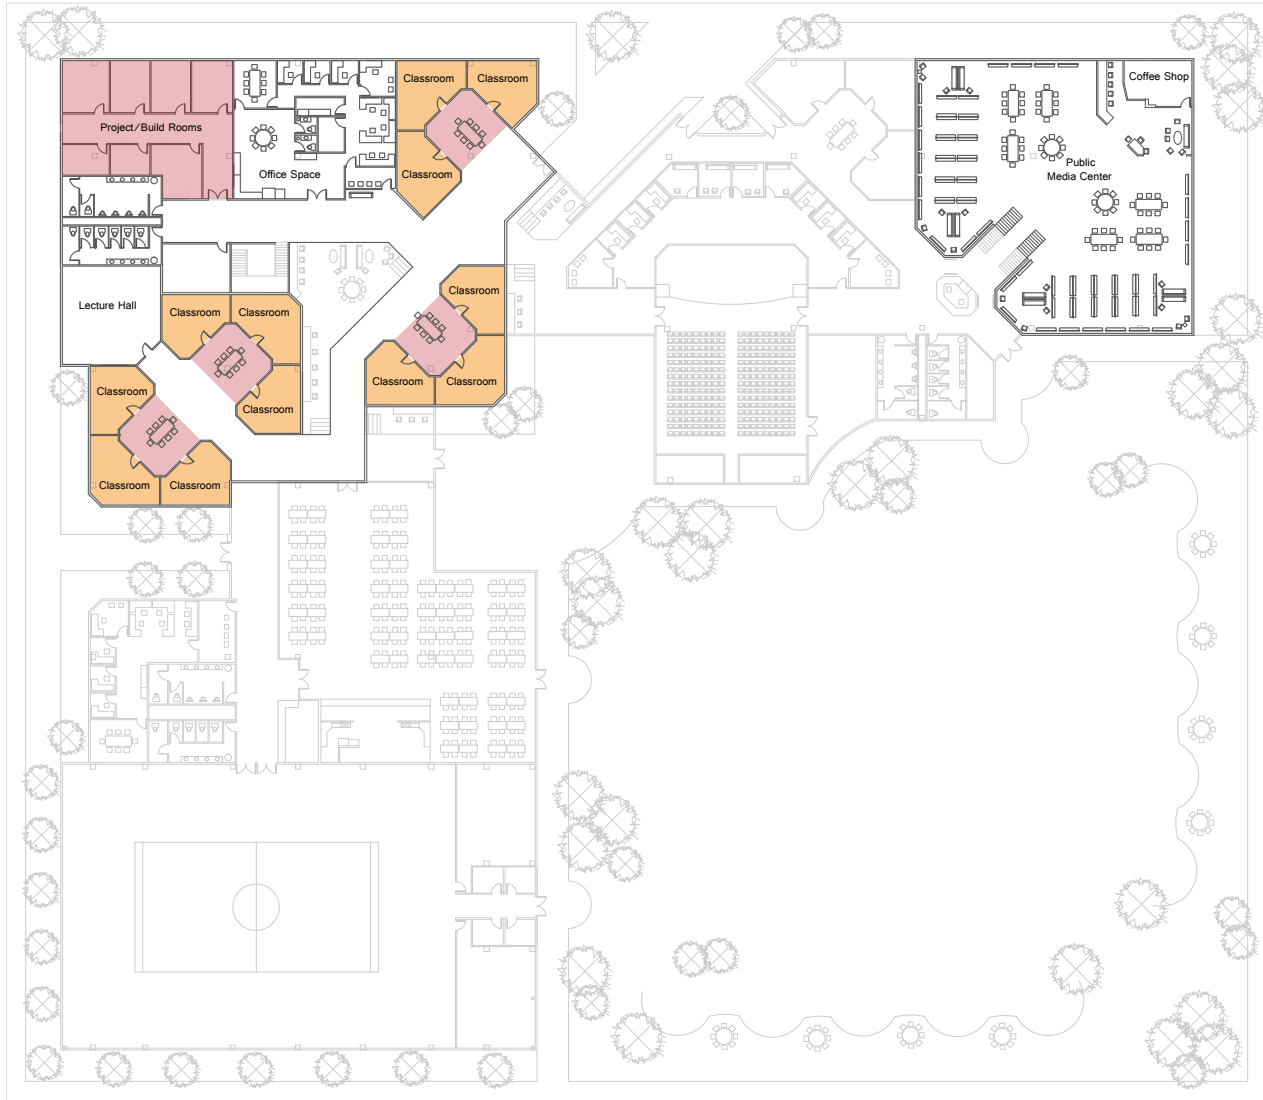 Classroom
Classroom
Coffee Shop
Project/Build Rooms
Public
Media Center
Office Space
Classroom
Classroom
Lecture Hall
Classroom
Classroom
Classroom
Classroom
Classroom
Classroom
Classroom
Classroom